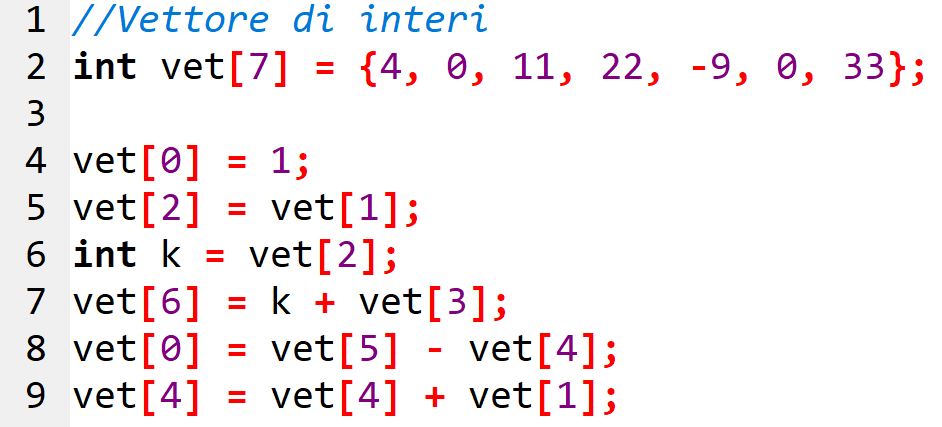 1 //Vettore di interi
2 int vet[7] = {4, 0, 11, 22, -9, 0, 33};
3
4 vet[0] = 1;
5 vet[2] = vet[1];
6 int k = vet[2];
7 vet[6] = k + vet[3];
8 vet[0] = vet[5] - vet[4];
9 vet[4] = vet[4] + vet[1];